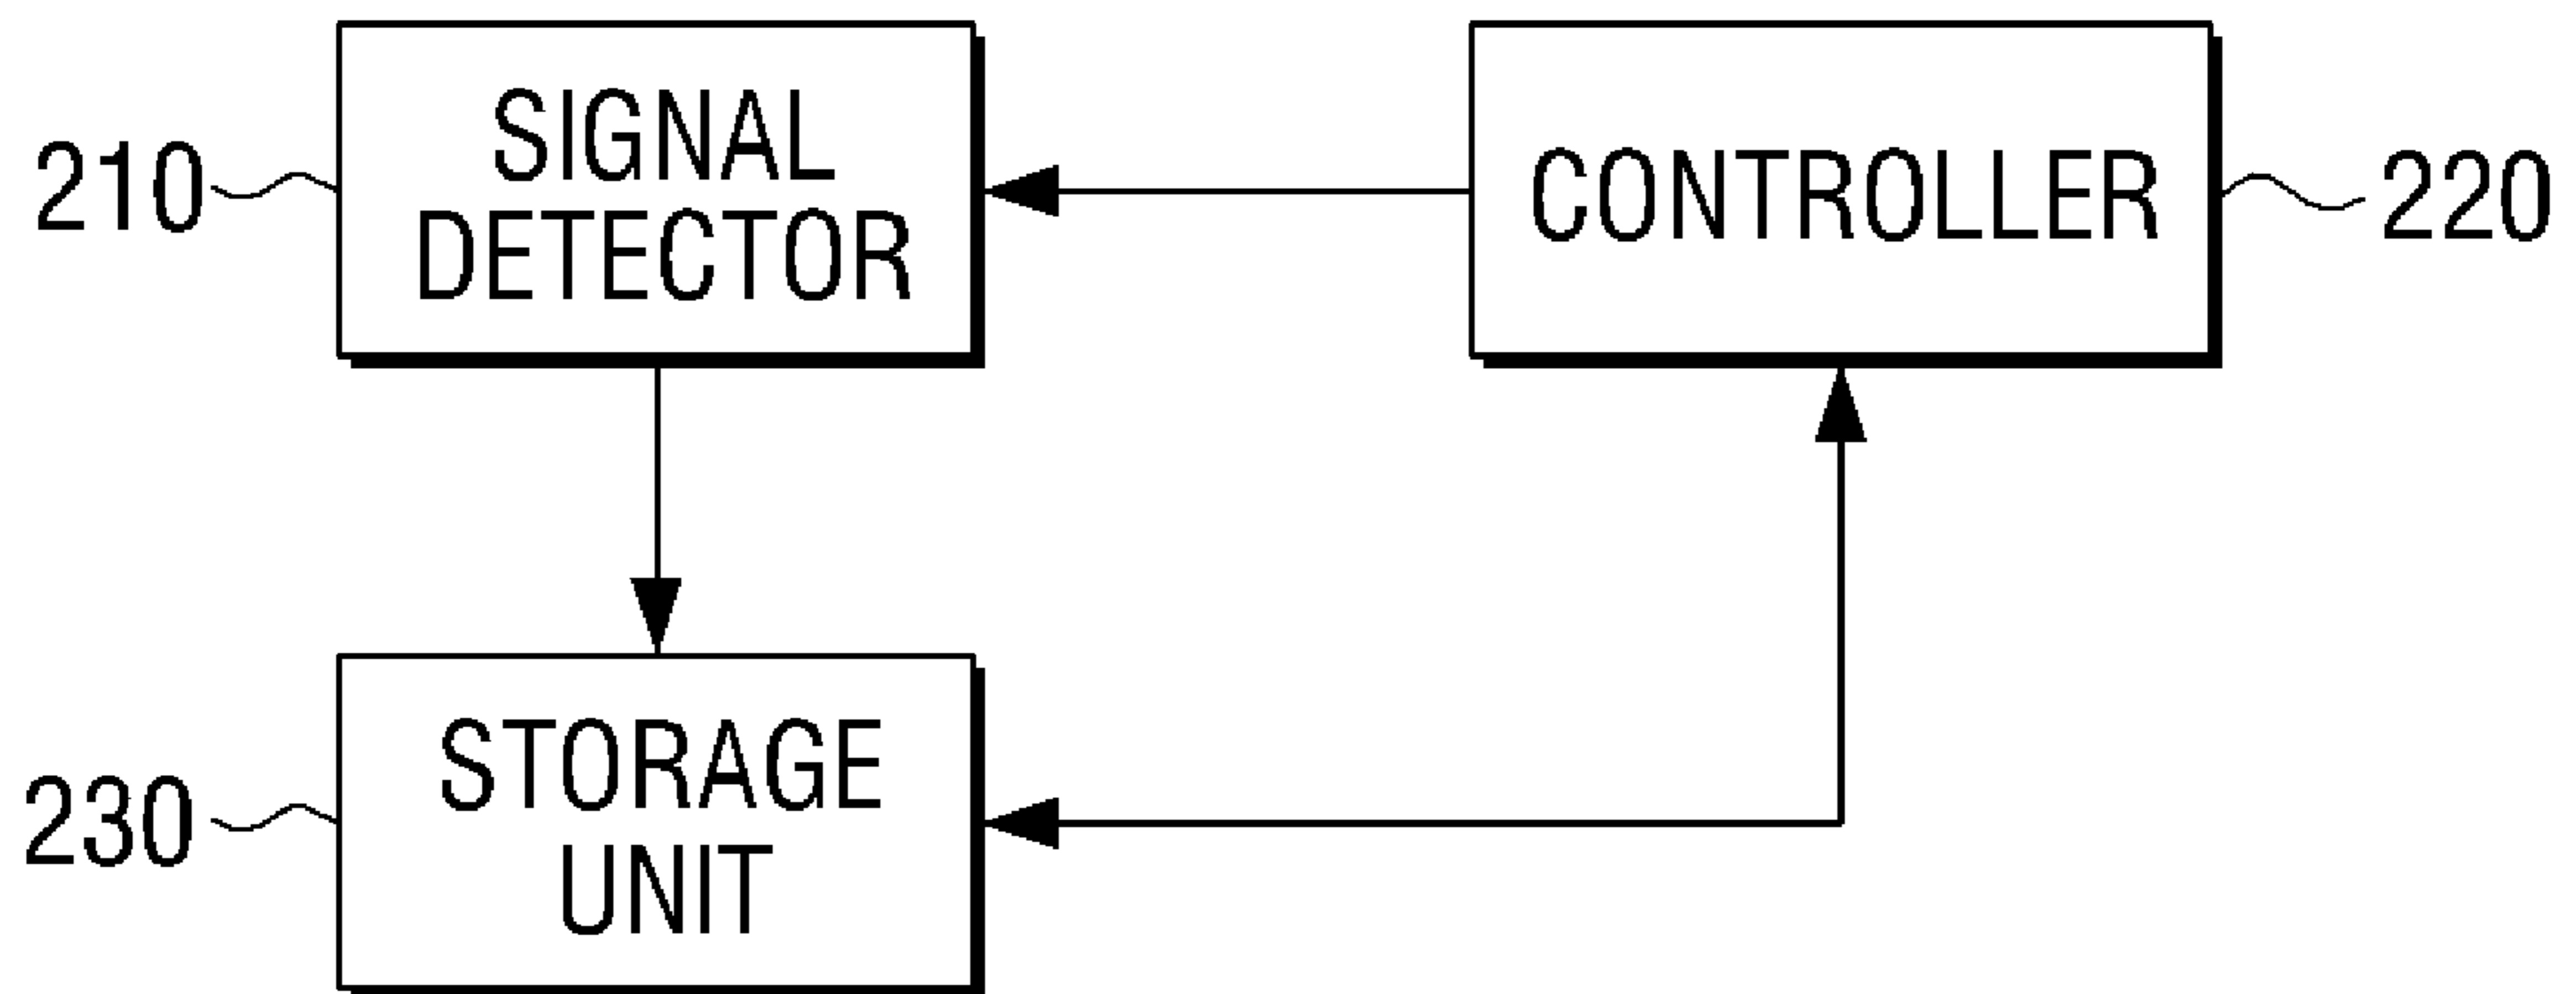 210
SIGNAL
DETECTOR
CONTROLLER
220
230
STORAGE
UNIT